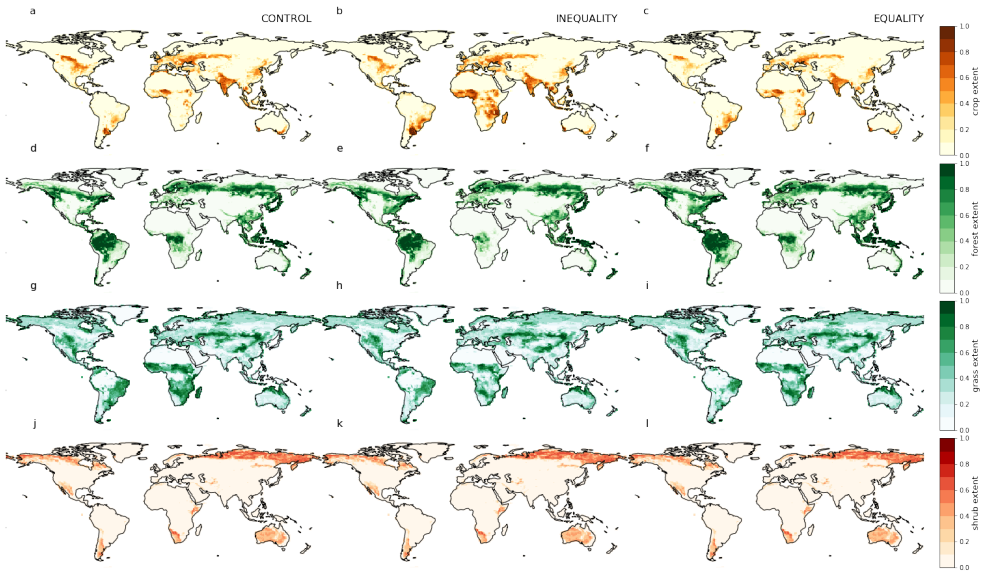 a
CONTROL
b
INEQUALITY
c
EQUALITY
1.0
0.8
0.6
0.4
0.2
0.0
crop extent
d
e
f
1.0
0.8
0.6
0.4
0.2
0.0
forest extent
g
h
i
1.0
0.8
0.6
0.4
0.2
0.0
grass extent
j
k
l
1.0
0.8
0.6
0.4
0.2
0.0
shrub extent